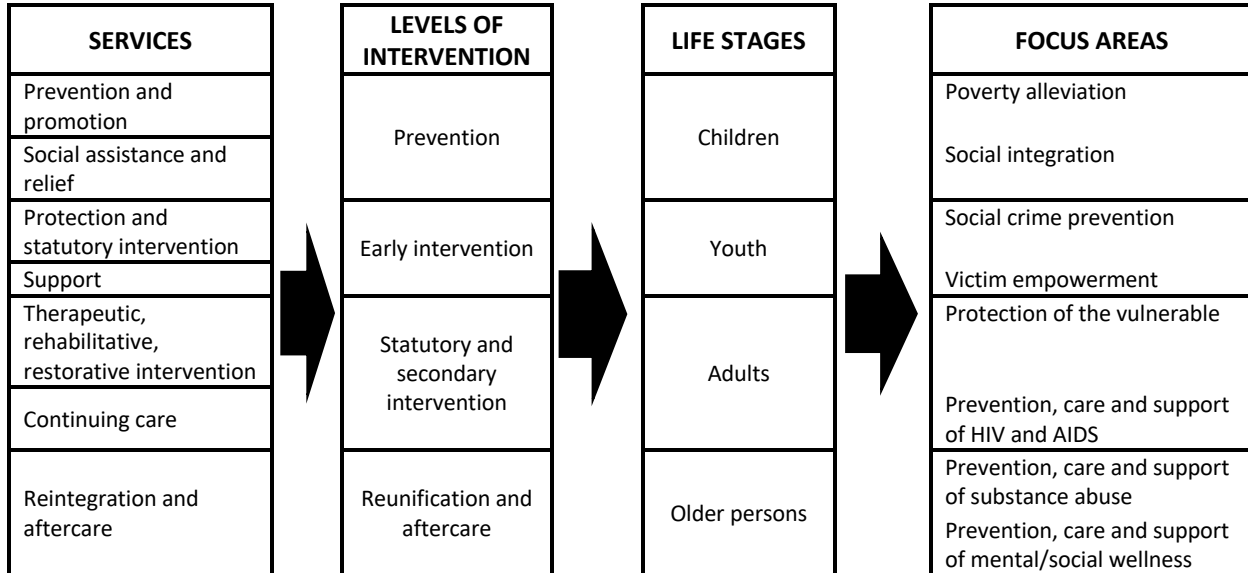 SERVICES
Prevention and
promotion
Social assistance and
relief
Protection and
statutory intervention
Support
Therapeutic,
rehabilitative,
restorative intervention
Continuing care
Reintegration and
aftercare
LEVELS OF
INTERVENTION
Prevention
Early intervention
Statutory and
secondary
intervention
Reunification and
aftercare
LIFE STAGES
Children
Youth
Adults
Older persons
FOCUS AREAS
Poverty alleviation
Social integration
Social crime prevention
Victim empowerment
Protection of the vulnerable
Prevention, care and support
of HIV and AIDS
Prevention, care and support
of substance abuse
Prevention, care and support
of mental/social wellness